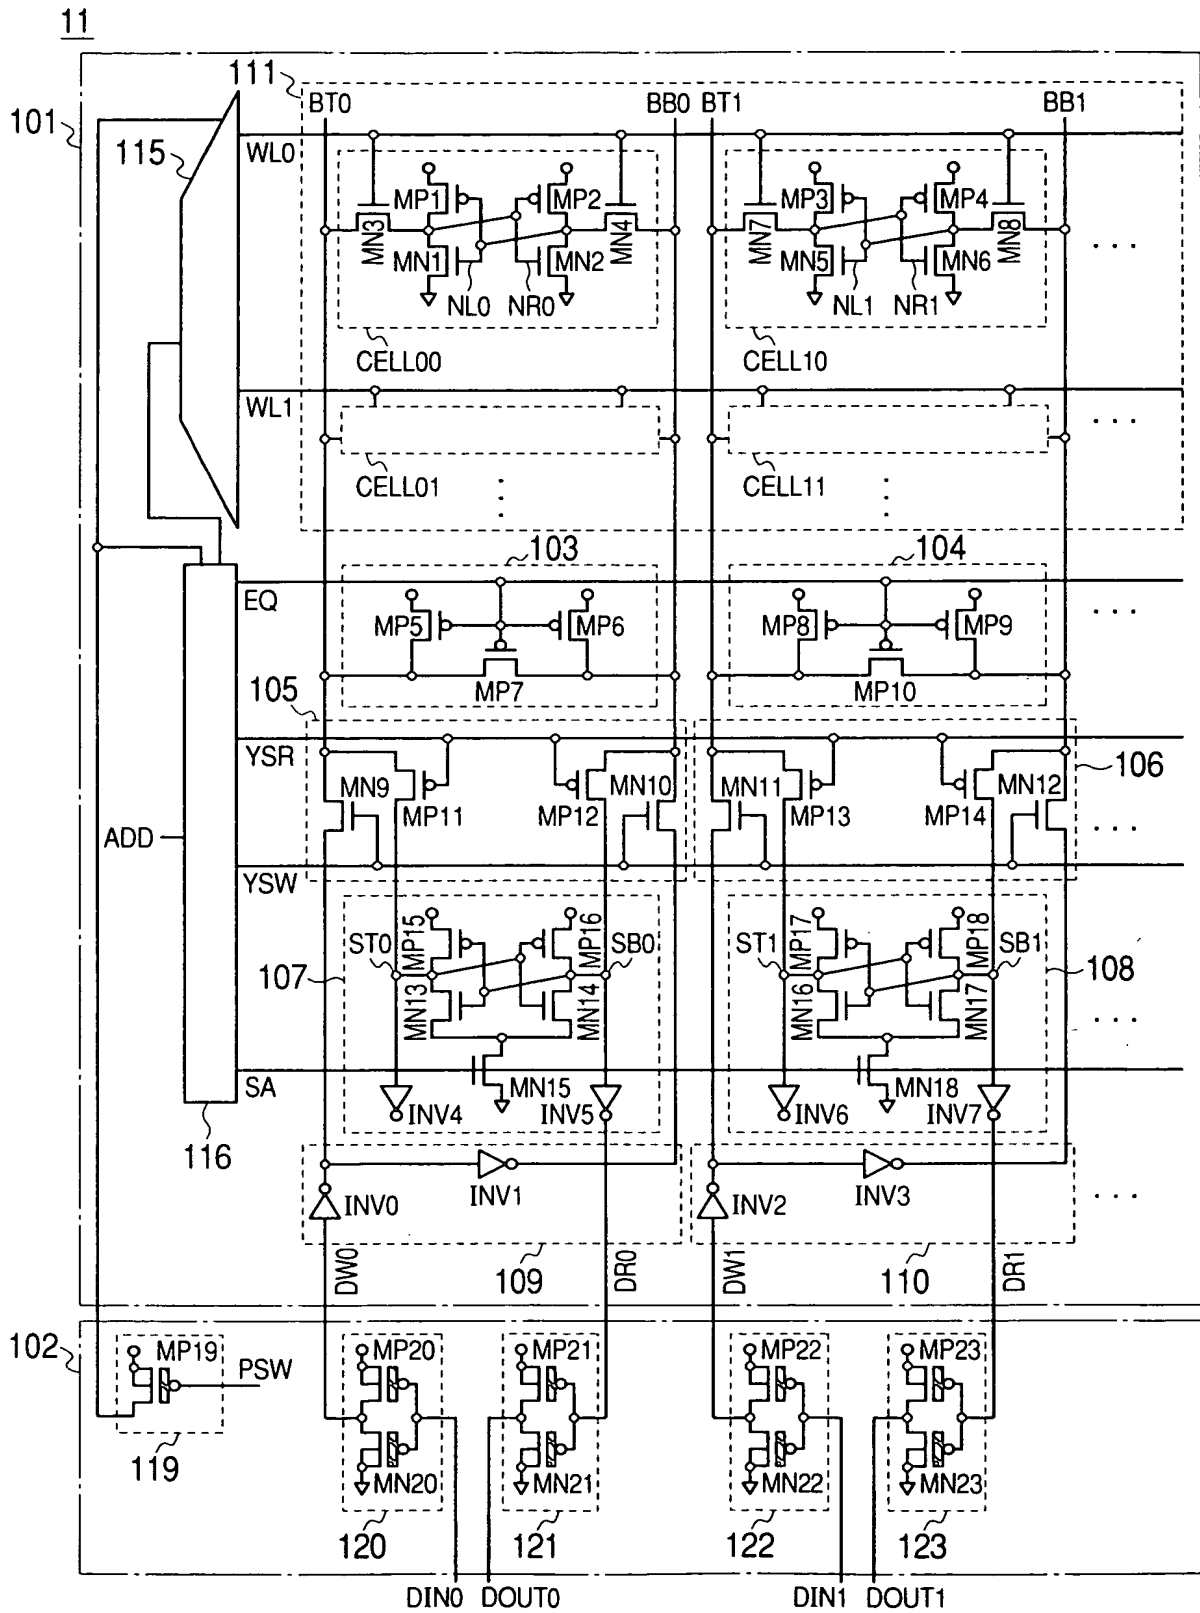 11
101
111
BT0
BB0
BT1
BB1
115
WL0
MP1
MP2
MP3
MP4
MN3
MN4
MN7
MN8
MN1
MN2
MN5
MN6
NL0
NR0
NL1
NR1
. . .
CELL00
CELL10
WL1
. . .
CELL01
CELL11
103
104
EQ
. . .
MP5
MP6
MP8
MP9
MP7
MP10
105
YSR
106
MN9
MN10
MN11
MN12
MP11
MP12
MP13
MP14
ADD
. . .
YSW
ST0
MP15
MP16
SB0
ST1
MP17
MP18
SB1
107
108
MN13
MN14
MN16
MN17
. . .
SA
MN15
MN18
INV4
INV5
INV6
INV7
116
INV1
INV3
INV0
INV2
. . .
DW0
109
DR0
DW1
110
DR1
102
MP19
PSW
MP20
MP21
MP22
MP23
119
MN20
MN21
MN22
MN23
120
121
122
123
DIN0
DOUT0
DIN1
DOUT1